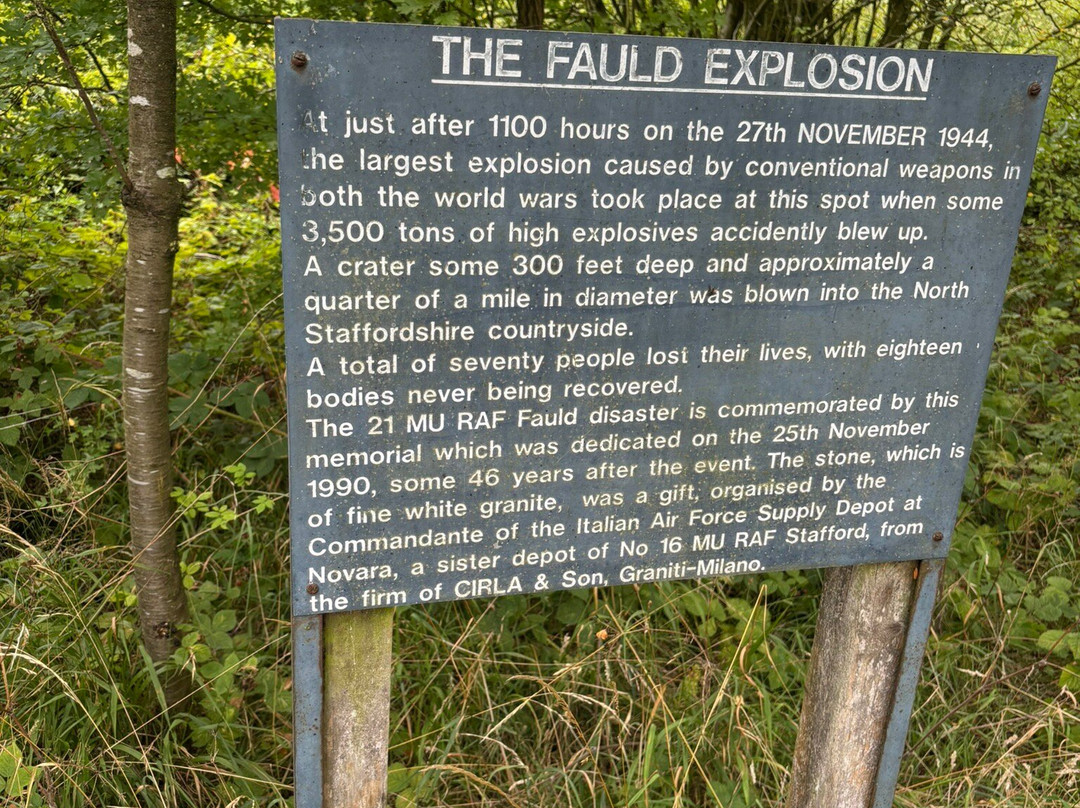 THE FAULD EXPLOSION
At just after 1100 hours on the 27th NOVEMBER 1944,
the largest explosion caused by conventional weapons in
both the world wars took place at this spot when some
3,500 tons of high explosives accidently blew up.
A crater some 300 feet deep and approximately a
quarter of a mile in diameter was blown into the North
Staffordshire countryside.
A total of seventy people lost their lives, with eighteen
bodies never being recovered.
The 21 MU RAF Fauld disaster is commemorated by this
memorial which was dedicated on the 25th November
1990, some 46 years after the event. The stone, which is
of fine white granite, was a gift, organised by the
Commandante of the Italian Air Force Supply Depot at
Novara, a sister depot of No 16 MU RAF Stafford, from
the firm of CIRLA & Son, Graniti-Milano.